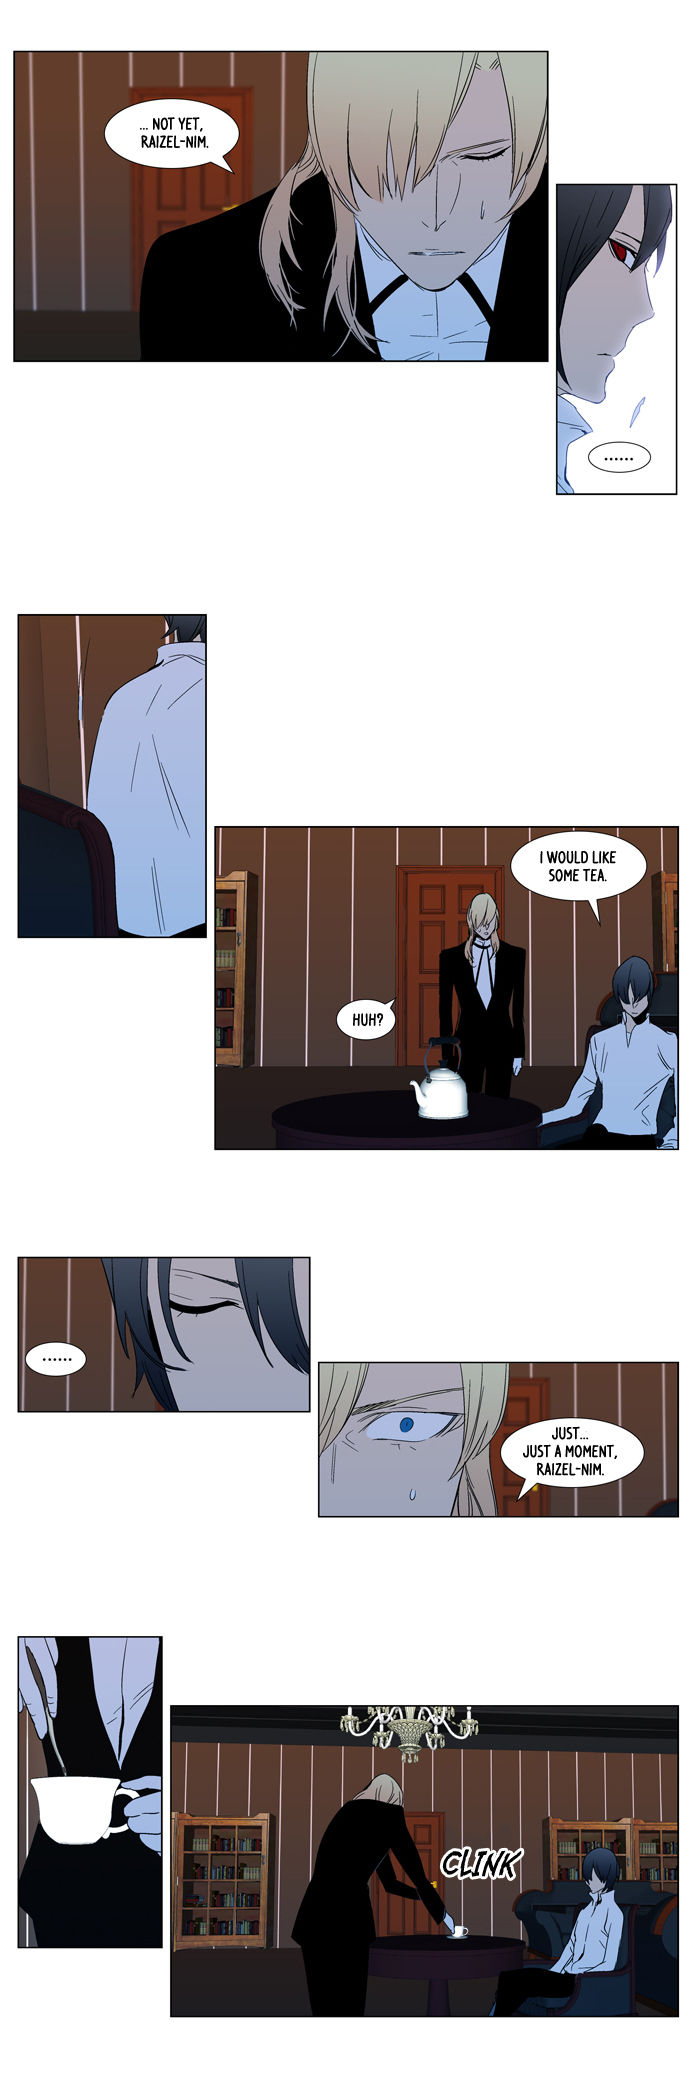 ... NOT YET,
RAIZEL-NIM.
......
I WOULD LIKE
SOME TEA.
HUH?
......
JUST...
JUST A MOMENT,
RAIZEL-NIM.
CLINK